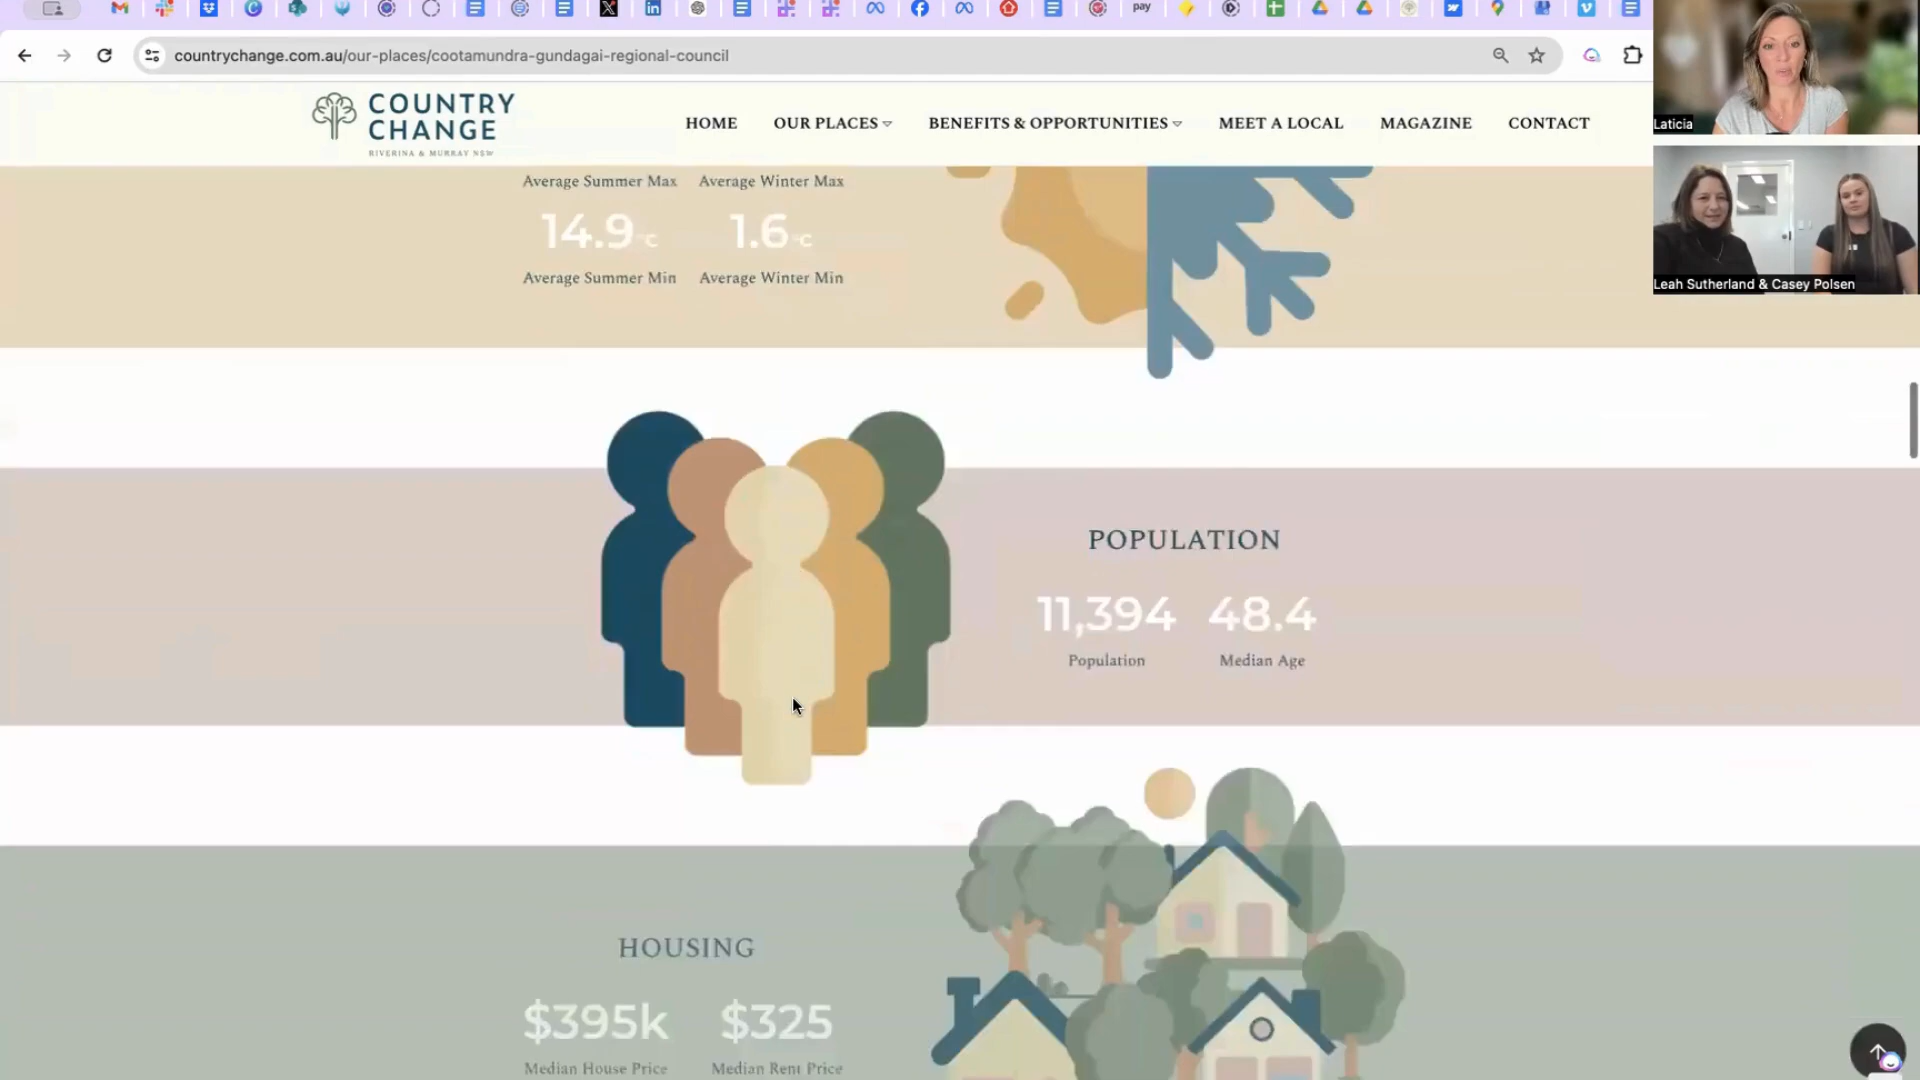 pay
countrychange.com.au/our-places/cootamundra-gundagai-regional-council
COUNTRY
CHANGE
RIVERINA & MURRAY NSW
HOME
OUR PLACES
BENEFITS & OPPORTUNITIES
MEET A LOCAL
MAGAZINE
CONTACT
Laticia
Leah Sutherland & Casey Polsen
Average Summer Max Average Winter Max
14.9 °C 1.6 °C
Average Summer Min Average Winter Min
POPULATION
11,394 48.4
Population Median Age
HOUSING
$395k $325
Median House Price Median Rent Price